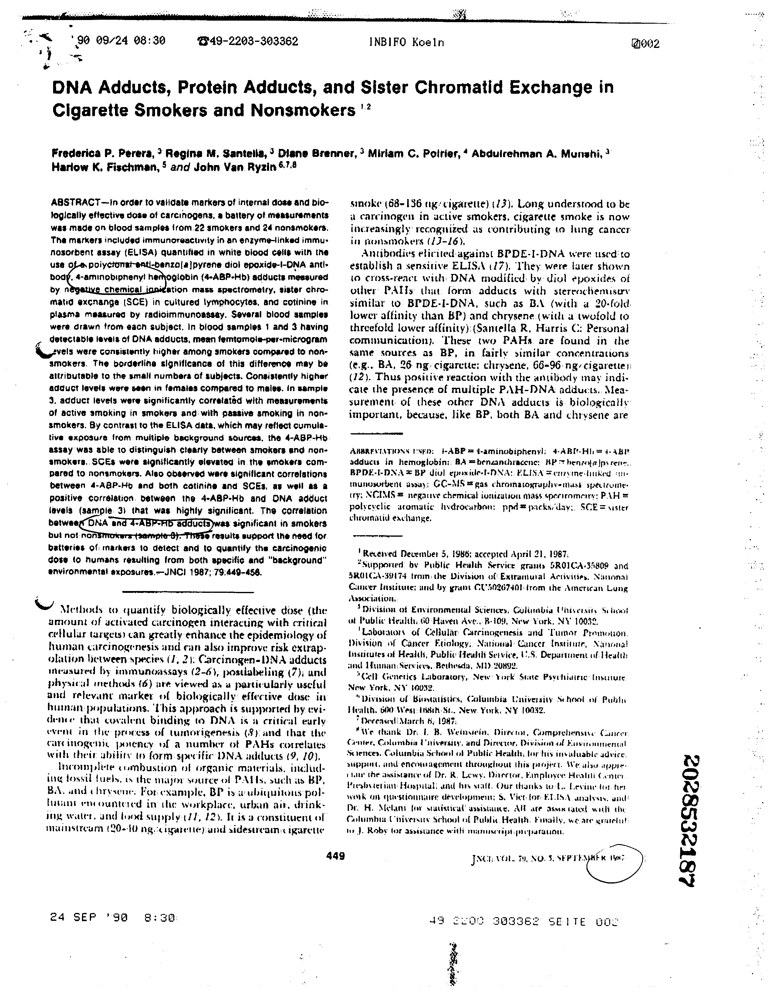 '90 09/24 08:30 ☎49-2203-303362 INBIFO Koeln 002
DNA Adducts, Protein Adducts, and Sister Chromatid Exchange in
Cigarette Smokers and Nonsmokers 1,2
Frederica P. Perera, 3 Regina M. Santella, 3 Diane Brenner, 3 Miriam C. Poirier, 4 Abdulrehman A. Munshi, 3
Harlow K. Fischman, 5 and John Van Ryzin 6,7,8
ABSTRACT—In order to validate markers of internal dose and bio-
logically effective dose of carcinogens, a battery of measurements
was made on blood samples from 22 smokers and 24 nonsmokers.
The markers included immunoreactivity in an enzyme-linked immu-
nosorbent assay (ELISA) quantified in white blood cells with the
use of a polyclonal anti-benzo[a]pyrene diol epoxide-I-DNA anti-
body, 4-aminobiphenyl hemoglobin (4-ABP-Hb) adducts measured
by negative chemical ionization mass spectrometry, sister chro-
matid exchange (SCE) in cultured lymphocytes, and cotinine in
plasma measured by radioimmunoassay. Several blood samples
were drawn from each subject. In blood samples 1 and 3 having
detectable levels of DNA adducts, mean femtomole-per-microgram
levels were consistently higher among smokers compared to non-
smokers. The borderline significance of this difference may be
attributable to the small numbers of subjects. Consistently higher
adduct levels were seen in females compared to males. In sample
3, adduct levels were significantly correlated with measurements
of active smoking in smokers and with passive smoking in non-
smokers. By contrast to the ELISA data, which may reflect cumula-
tive exposure from multiple background sources, the 4-ABP-Hb
assay was able to distinguish clearly between smokers and non-
smokers. SCEs were significantly elevated in the smokers com-
pared to nonsmokers. Also observed were significant correlations
between 4-ABP-Hb and both cotinine and SCEs, as well as a
positive correlation between the 4-ABP-Hb and DNA adduct
levels (sample 3) that was highly significant. The correlation
between DNA and 4-ABP-Hb adducts was significant in smokers
but not nonsmokers (sample 3). These results support the need for
batteries of markers to detect and to quantify the carcinogenic
dose to humans resulting from both specific and "background"
environmental exposures.—JNCI 1987; 79:449-456.
Methods to quantify biologically effective dose (the
amount of activated carcinogen interacting with critical
cellular targets) can greatly enhance the epidemiology of
human carcinogenesis and can also improve risk extrap-
olation between species (1, 2). Carcinogen-DNA adducts
measured by immunoassays (2-6), postlabeling (7), and
physical methods (6) are viewed as a particularly useful
and relevant marker of biologically effective dose in
human populations. This approach is supported by evi-
dence that covalent binding to DNA is a critical early
event in the process of tumorigenesis (8) and that the
carcinogenic potency of a number of PAHs correlates
with their ability to form specific DNA adducts (9, 10).
Incomplete combustion of organic materials, includ-
ing fossil fuels, is the major source of PAHs, such as BP,
BA, and chrysene. For example, BP is a ubiquitous pol-
lutant encountered in the workplace, urban air, drink-
ing water, and food supply (11, 12). It is a constituent of
mainstream (20-40 ng/cigarette) and sidestream cigarette
smoke (68-136 ng/cigarette) (13). Long understood to be
a carcinogen in active smokers, cigarette smoke is now
increasingly recognized as contributing to lung cancer
in nonsmokers (13-16).
Antibodies elicited against BPDE-I-DNA were used to
establish a sensitive ELISA (17). They were later shown
to cross-react with DNA modified by diol epoxides of
other PAHs that form adducts with stereochemistry
similar to BPDE-I-DNA, such as BA (with a 20-fold
lower affinity than BP) and chrysene (with a twofold to
threefold lower affinity) (Santella R, Harris C: Personal
communication). These two PAHs are found in the
same sources as BP, in fairly similar concentrations
(e.g., BA, 26 ng/cigarette; chrysene, 66-96 ng/cigarette)
(12). Thus positive reaction with the antibody may indi-
cate the presence of multiple PAH-DNA adducts. Mea-
surement of these other DNA adducts is biologically
important, because, like BP, both BA and chrysene are
ABBREVIATIONS USED: 4-ABP = 4-aminobiphenyl; 4-ABP-Hb = 4-ABP
adducts in hemoglobin; BA = benzanthracene; BP = benzo[a]pyrene;
BPDE-I-DNA = BP diol epoxide-I-DNA; ELISA = enzyme-linked im-
munosorbent assay; GC-MS = gas chromatography-mass spectrome-
try; NCIMS = negative chemical ionization mass spectrometry; PAH =
polycyclic aromatic hydrocarbon; ppd = packs/day; SCE = sister
chromatid exchange.
1 Received December 5, 1986; accepted April 21, 1987.
2 Supported by Public Health Service grants 5R01CA-35809 and
5R01CA-39174 from the Division of Extramural Activities, National
Cancer Institute; and by grant CU50267401 from the American Lung
Association.
3 Division of Environmental Sciences, Columbia University School
of Public Health, 60 Haven Ave., B-109, New York, NY 10032.
4 Laboratory of Cellular Carcinogenesis and Tumor Promotion,
Division of Cancer Etiology, National Cancer Institute, National
Institutes of Health, Public Health Service, U.S. Department of Health
and Human Services, Bethesda, MD 20892.
5 Cell Genetics Laboratory, New York State Psychiatric Institute,
New York, NY 10032.
6 Division of Biostatistics, Columbia University School of Public
Health, 600 West 168th St., New York, NY 10032.
7 Deceased March 6, 1987.
8 We thank Dr. I. B. Weinstein, Director, Comprehensive Cancer
Center, Columbia University, and Director, Division of Environmental
Sciences, Columbia School of Public Health, for his invaluable advice,
support, and encouragement throughout this project. We also appre-
ciate the assistance of Dr. R. Lewy, Director, Employee Health Center,
Presbyterian Hospital, and his staff. Our thanks to L. Levine for her
work on questionnaire development; S. Viet for ELISA analysis, and
Dr. H. Melant for statistical assistance. All are associated with the
Columbia University School of Public Health. Finally, we are grateful
to J. Roby for assistance with manuscript preparation.
449
JNCI, VOL. 79, NO. 3, SEPTEMBER 1987
2028532187
24 SEP '90 8:30 49 2203 303362 SEITE 002